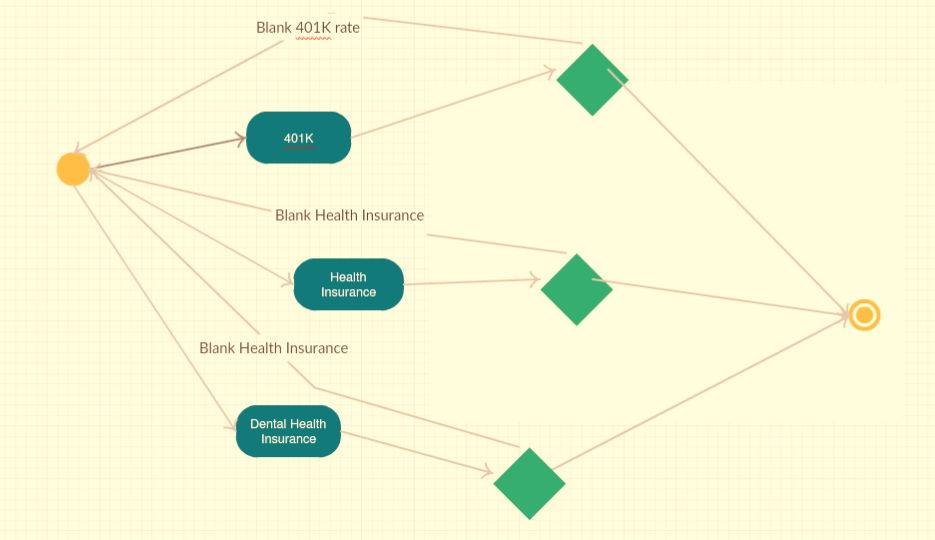 Blank 401K rate
401K
Blank Health Insurance
Health
Insurance
Blank Health Insurance
Dental Health
Insurance